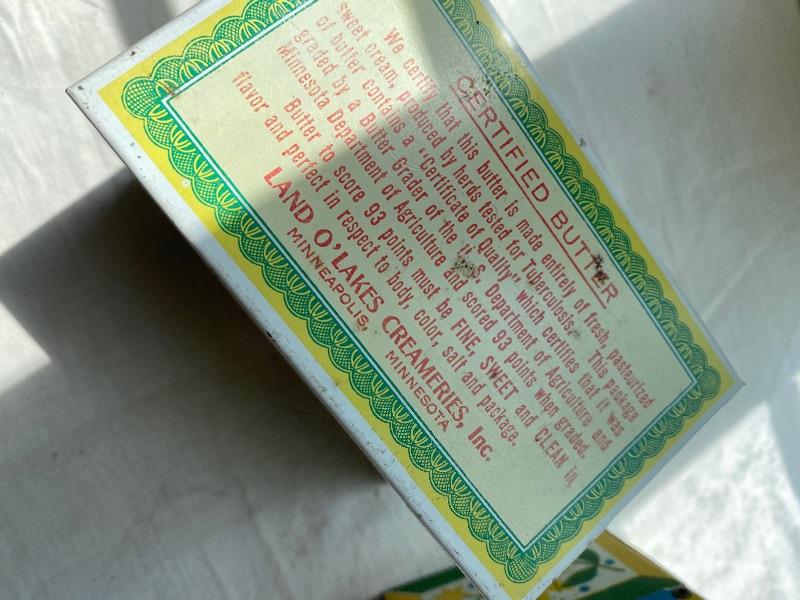 CERTIFIED BUTTER
We certify that this butter is made entirely of fresh, pasteurized
sweet cream, produced by herds tested for Tuberculosis. This package
of butter contains a "Certificate of Quality" which certifies that it was
graded by a Butter Grader of the U.S. Department of Agriculture and
Minnesota Department of Agriculture and scored 93 points when graded.
Butter to score 93 points must be FINE, SWEET and CLEAN in
flavor and perfect in respect to body, color, salt and package.
LAND O'LAKES CREAMERIES, Inc.
MINNEAPOLIS, MINNESOTA